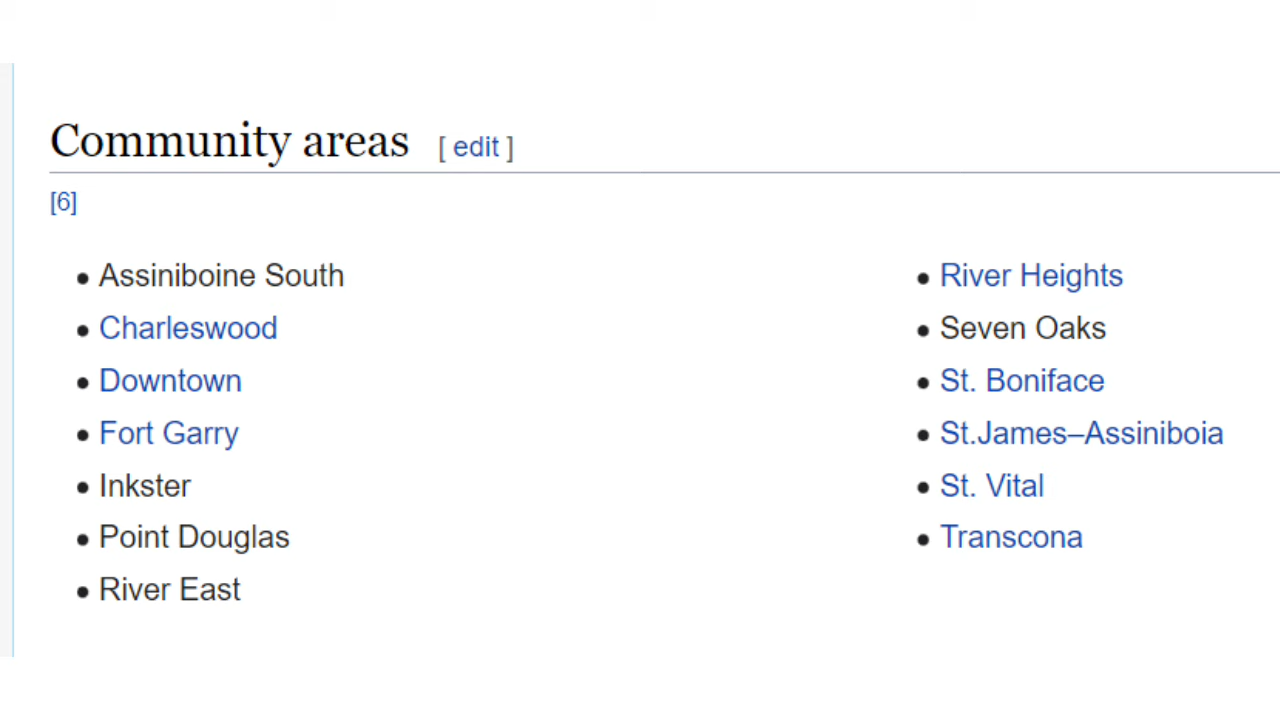 Community areas [ edit ]
[6]
• Assiniboine South
• Charleswood
• Downtown
• Fort Garry
• Inkster
• Point Douglas
• River East
• River Heights
• Seven Oaks
• St. Boniface
• St.James–Assiniboia
• St. Vital
• Transcona